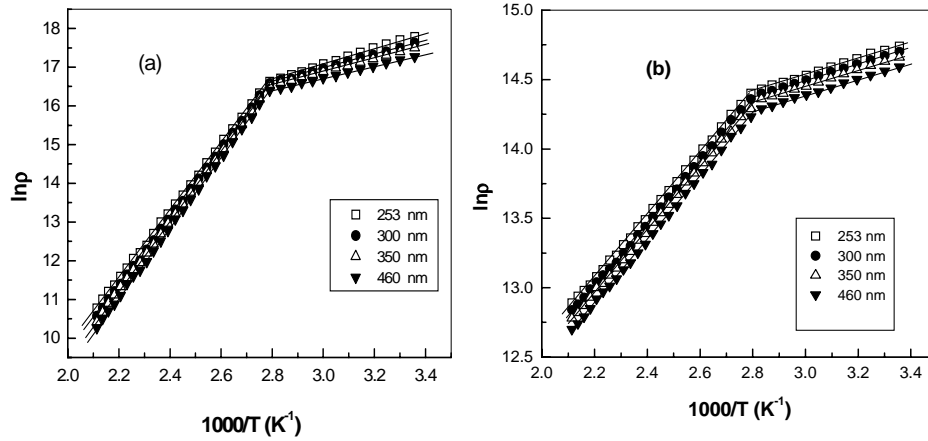 (a)
18
17
16
15
14
13
12
11
10
lnρ
253 nm
300 nm
350 nm
460 nm
2.0 2.2 2.4 2.6 2.8 3.0 3.2 3.4
1000/T (K⁻¹)
(b)
15.0
14.5
14.0
13.5
13.0
12.5
lnρ
253 nm
300 nm
350 nm
460 nm
2.0 2.2 2.4 2.6 2.8 3.0 3.2 3.4
1000/T (K⁻¹)